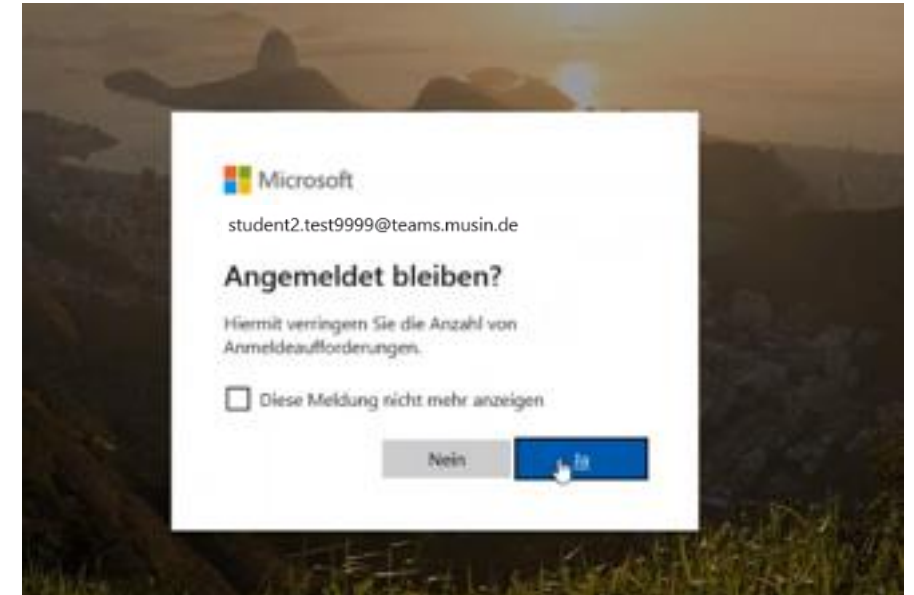 Microsoft
student2.test9999@teams.musin.de
Angemeldet bleiben?
Hiermit verringern Sie die Anzahl von
Anmeldeaufforderungen.
Diese Meldung nicht mehr anzeigen
Nein
Ja